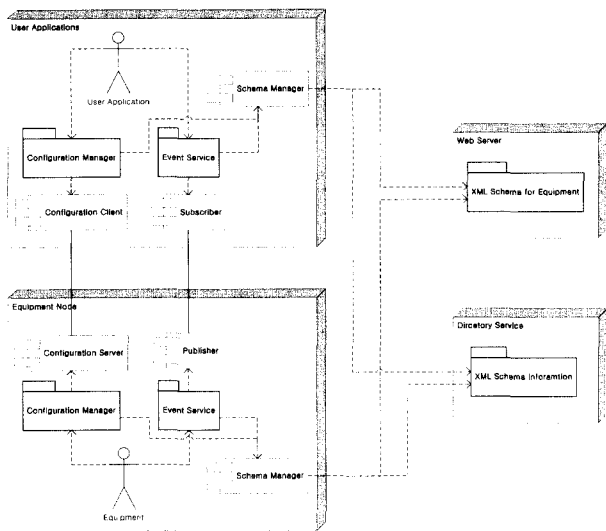 User Applications
User Application
Schema Manager
Configuration Manager
Event Service
Configuration Client
Subscriber
Web Server
XML Schema for Equipment
Equipment Node
Configuration Server
Publisher
Configuration Manager
Event Service
Schema Manager
Equipment
Dircetory Service
XML Schema Inforamtion